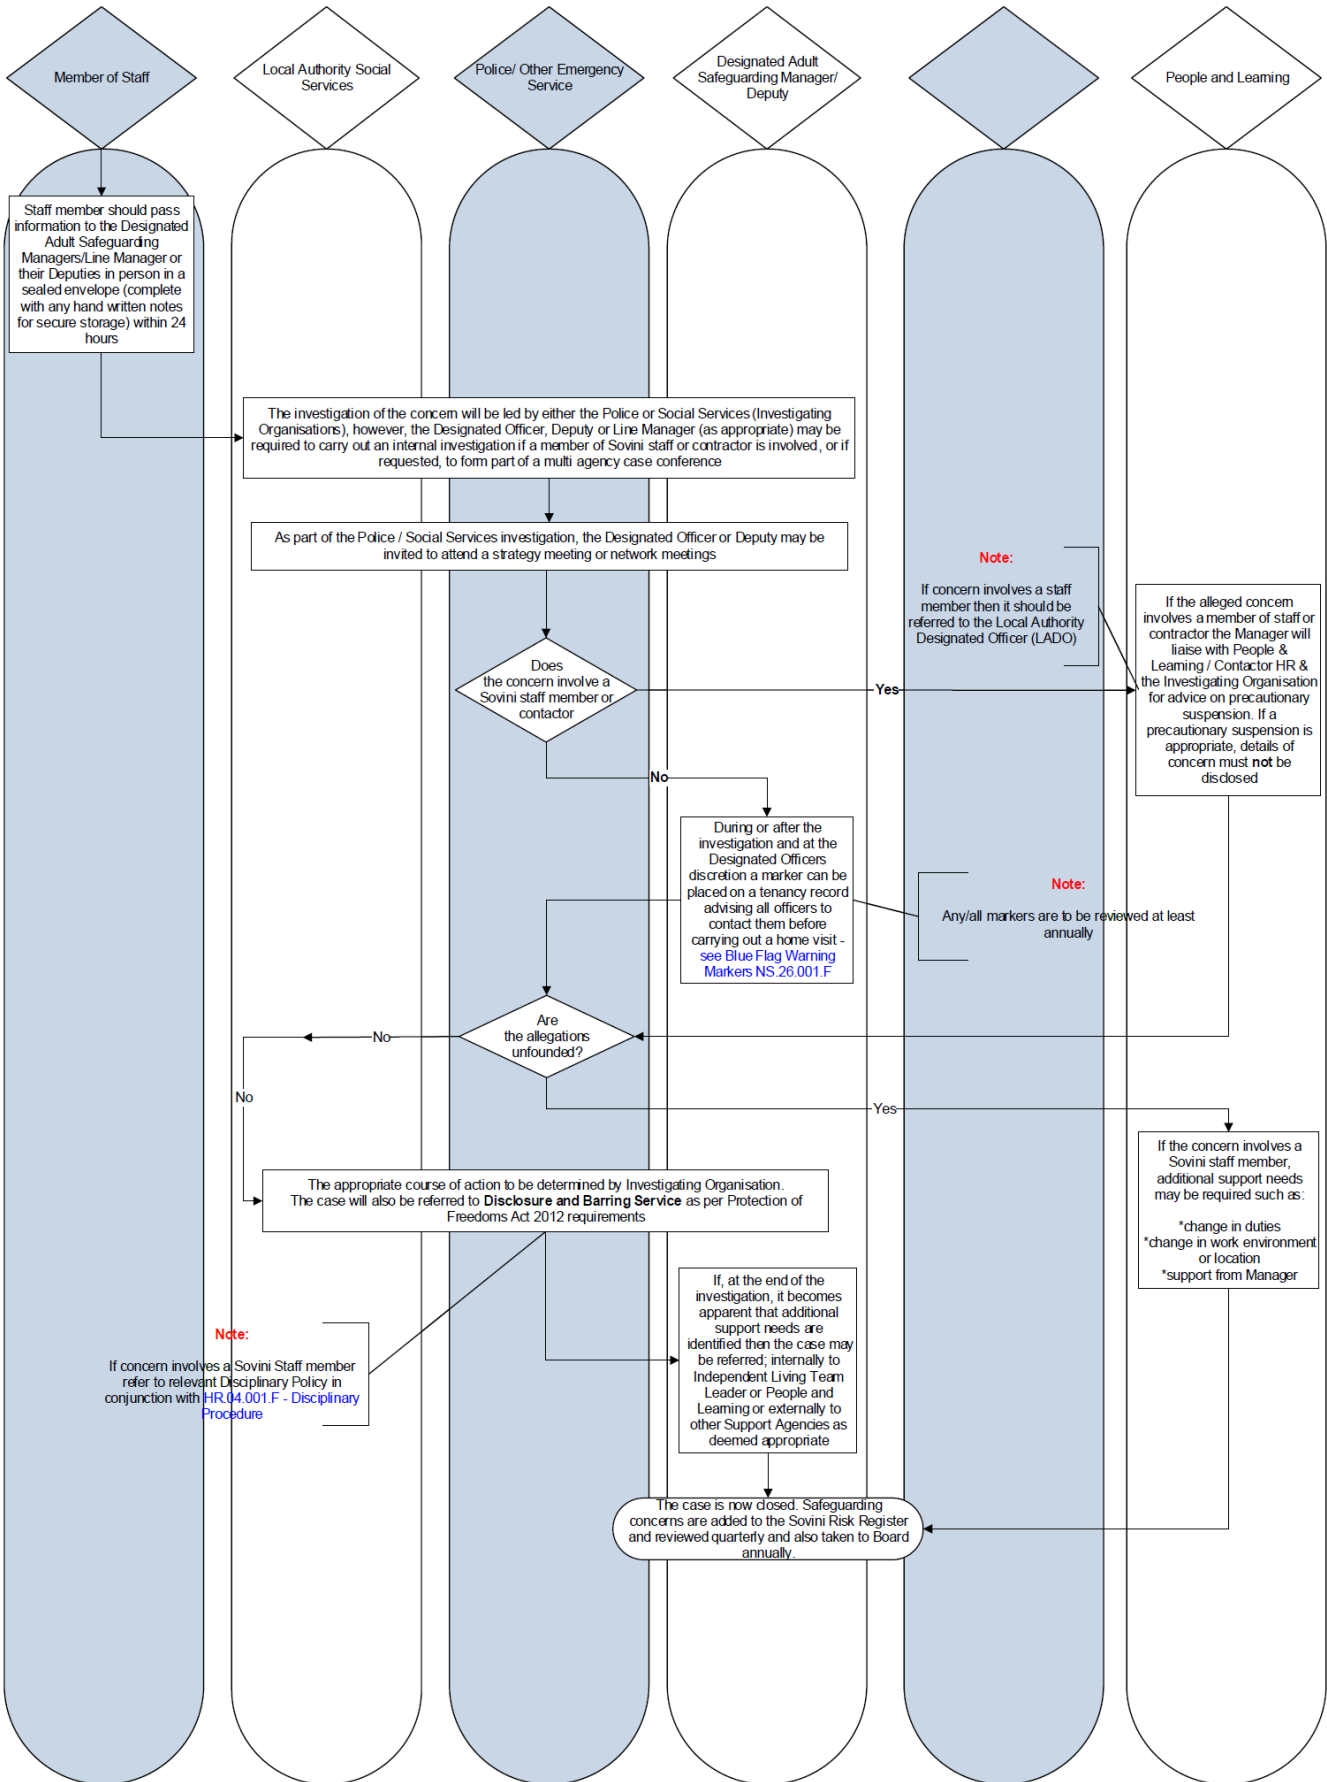 Member of Staff
Local Authority Social
Services
Police/ Other Emergency
Service
Designated Adult
Safeguarding Manager/
Deputy
People and Learning
Staff member should pass
information to the Designated
Adult Safeguarding
Managers/Line Manager or
their Deputies in person in a
sealed envelope (complete
with any hand written notes
for secure storage) within 24
hours
The investigation of the concern will be led by either the Police or Social Services (Investigating
Organisations), however, the Designated Officer, Deputy or Line Manager (as appropriate) may be
required to carry out an internal investigation if a member of Sovini staff or contractor is involved, or if
requested, to form part of a multi agency case conference
As part of the Police / Social Services investigation, the Designated Officer or Deputy may be
invited to attend a strategy meeting or network meetings
Note:
If concern involves a staff
member then it should be
referred to the Local Authority
Designated Officer (LADO)
If the alleged concern
involves a member of staff or
contractor the Manager will
liaise with People &
Learning / Contactor HR &
the Investigating Organisation
for advice on precautionary
suspension. If a
precautionary suspension is
appropriate, details of
concern must not be
disclosed
Does
the concern involve a
Sovini staff member or
contactor
Yes
No
During or after the
investigation and at the
Designated Officers
discretion a marker can be
placed on a tenancy record
advising all officers to
contact them before
carrying out a home visit -
see Blue Flag Warning
Markers NS.26.001.F
Note:
Any/all markers are to be reviewed at least
annually
Are
the allegations
unfounded?
No
No
Yes
If the concern involves a
Sovini staff member,
additional support needs
may be required such as:
*change in duties
*change in work environment
or location
*support from Manager
The appropriate course of action to be determined by Investigating Organisation.
The case will also be referred to Disclosure and Barring Service as per Protection of
Freedoms Act 2012 requirements
If, at the end of the
investigation, it becomes
apparent that additional
support needs are
identified then the case may
be referred; internally to
Independent Living Team
Leader or People and
Learning or externally to
other Support Agencies as
deemed appropriate
Note:
If concern involves a Sovini Staff member
refer to relevant Disciplinary Policy in
conjunction with HR.04.001.F - Disciplinary
Procedure
The case is now closed. Safeguarding
concerns are added to the Sovini Risk Register
and reviewed quarterly and also taken to Board
annually.